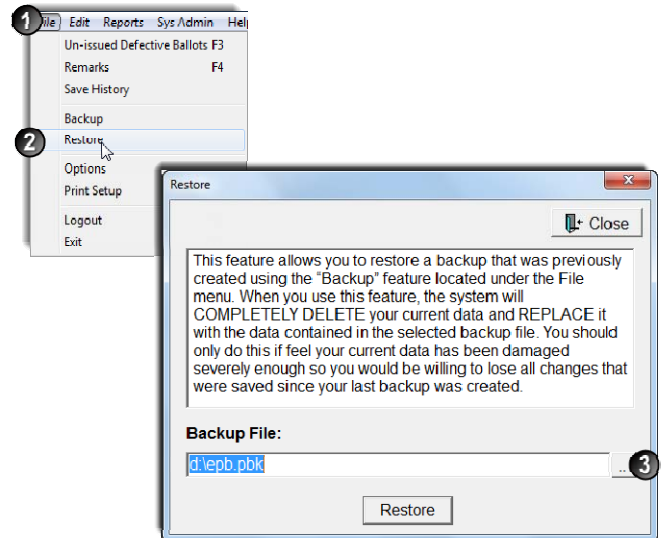 1 File Edit Reports Sys Admin Help
Un-issued Defective Ballots F3
Remarks F4
Save History
Backup
2 Restore
Options
Print Setup
Logout
Exit
Restore
Close
This feature allows you to restore a backup that was previously
created using the “Backup” feature located under the File
menu. When you use this feature, the system will
COMPLETELY DELETE your current data and REPLACE it
with the data contained in the selected backup file. You should
only do this if feel your current data has been damaged
severely enough so you would be willing to lose all changes that
were saved since your last backup was created.
Backup File:
d:\epb.pbk ... 3
Restore